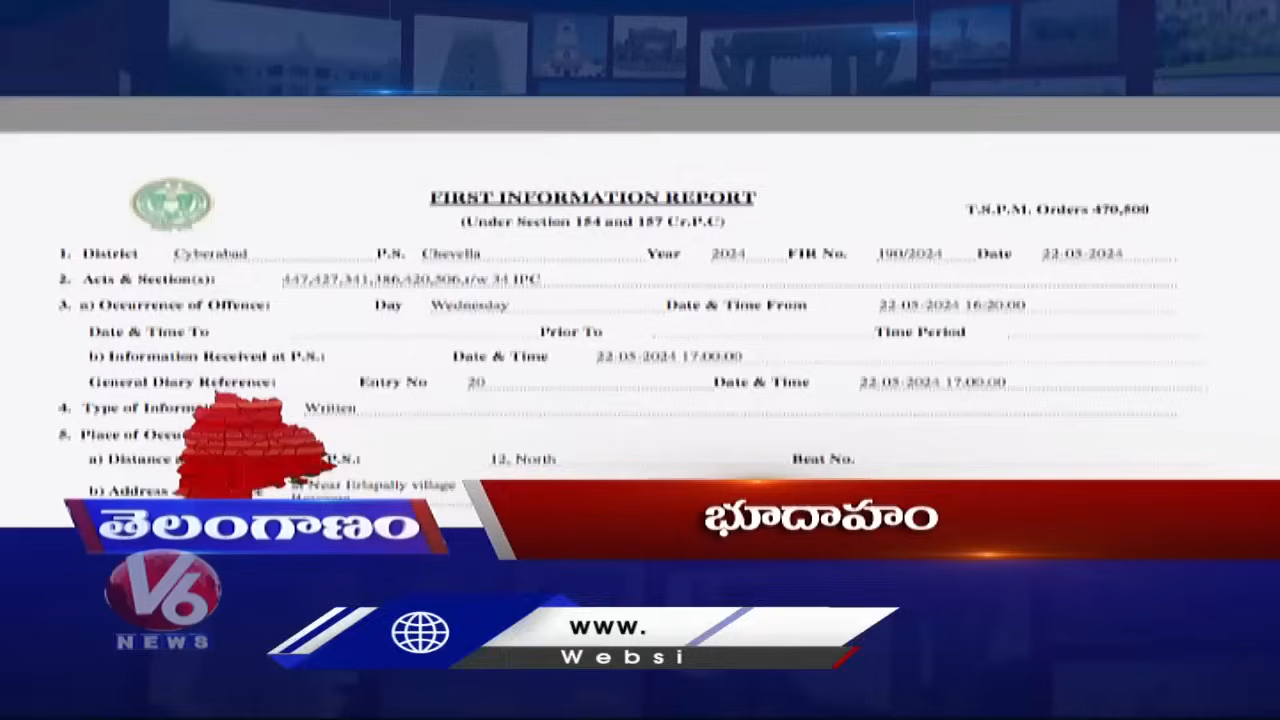 FIRST INFORMATION REPORT
(Under Section 154 and 157 Cr.P.C)
T.S.P.M. Orders 470,500
1. District Cyberabad P.S. Chevella Year 2024 FIR No. 190/2024 Date 22-05-2024
2. Acts & Section(s): 447,427,341,386,420,506,r/w 34 IPC
3. a) Occurrence of Offence: Day Wednesday Date & Time From 22-05-2024 16:20:00
Date & Time To Prior To Time Period
b) Information Received at P.S.: Date & Time 22-05-2024 17:00:00
General Diary Reference: Entry No 20 Date & Time 22-05-2024 17:00:00
4. Type of Inform Written
5. Place of Occu
a) Distance P.S.: 12, North Beat No.
b) Address Near village
తెలంగాణం
భూదాహం
V6
NEWS
www.
Websi